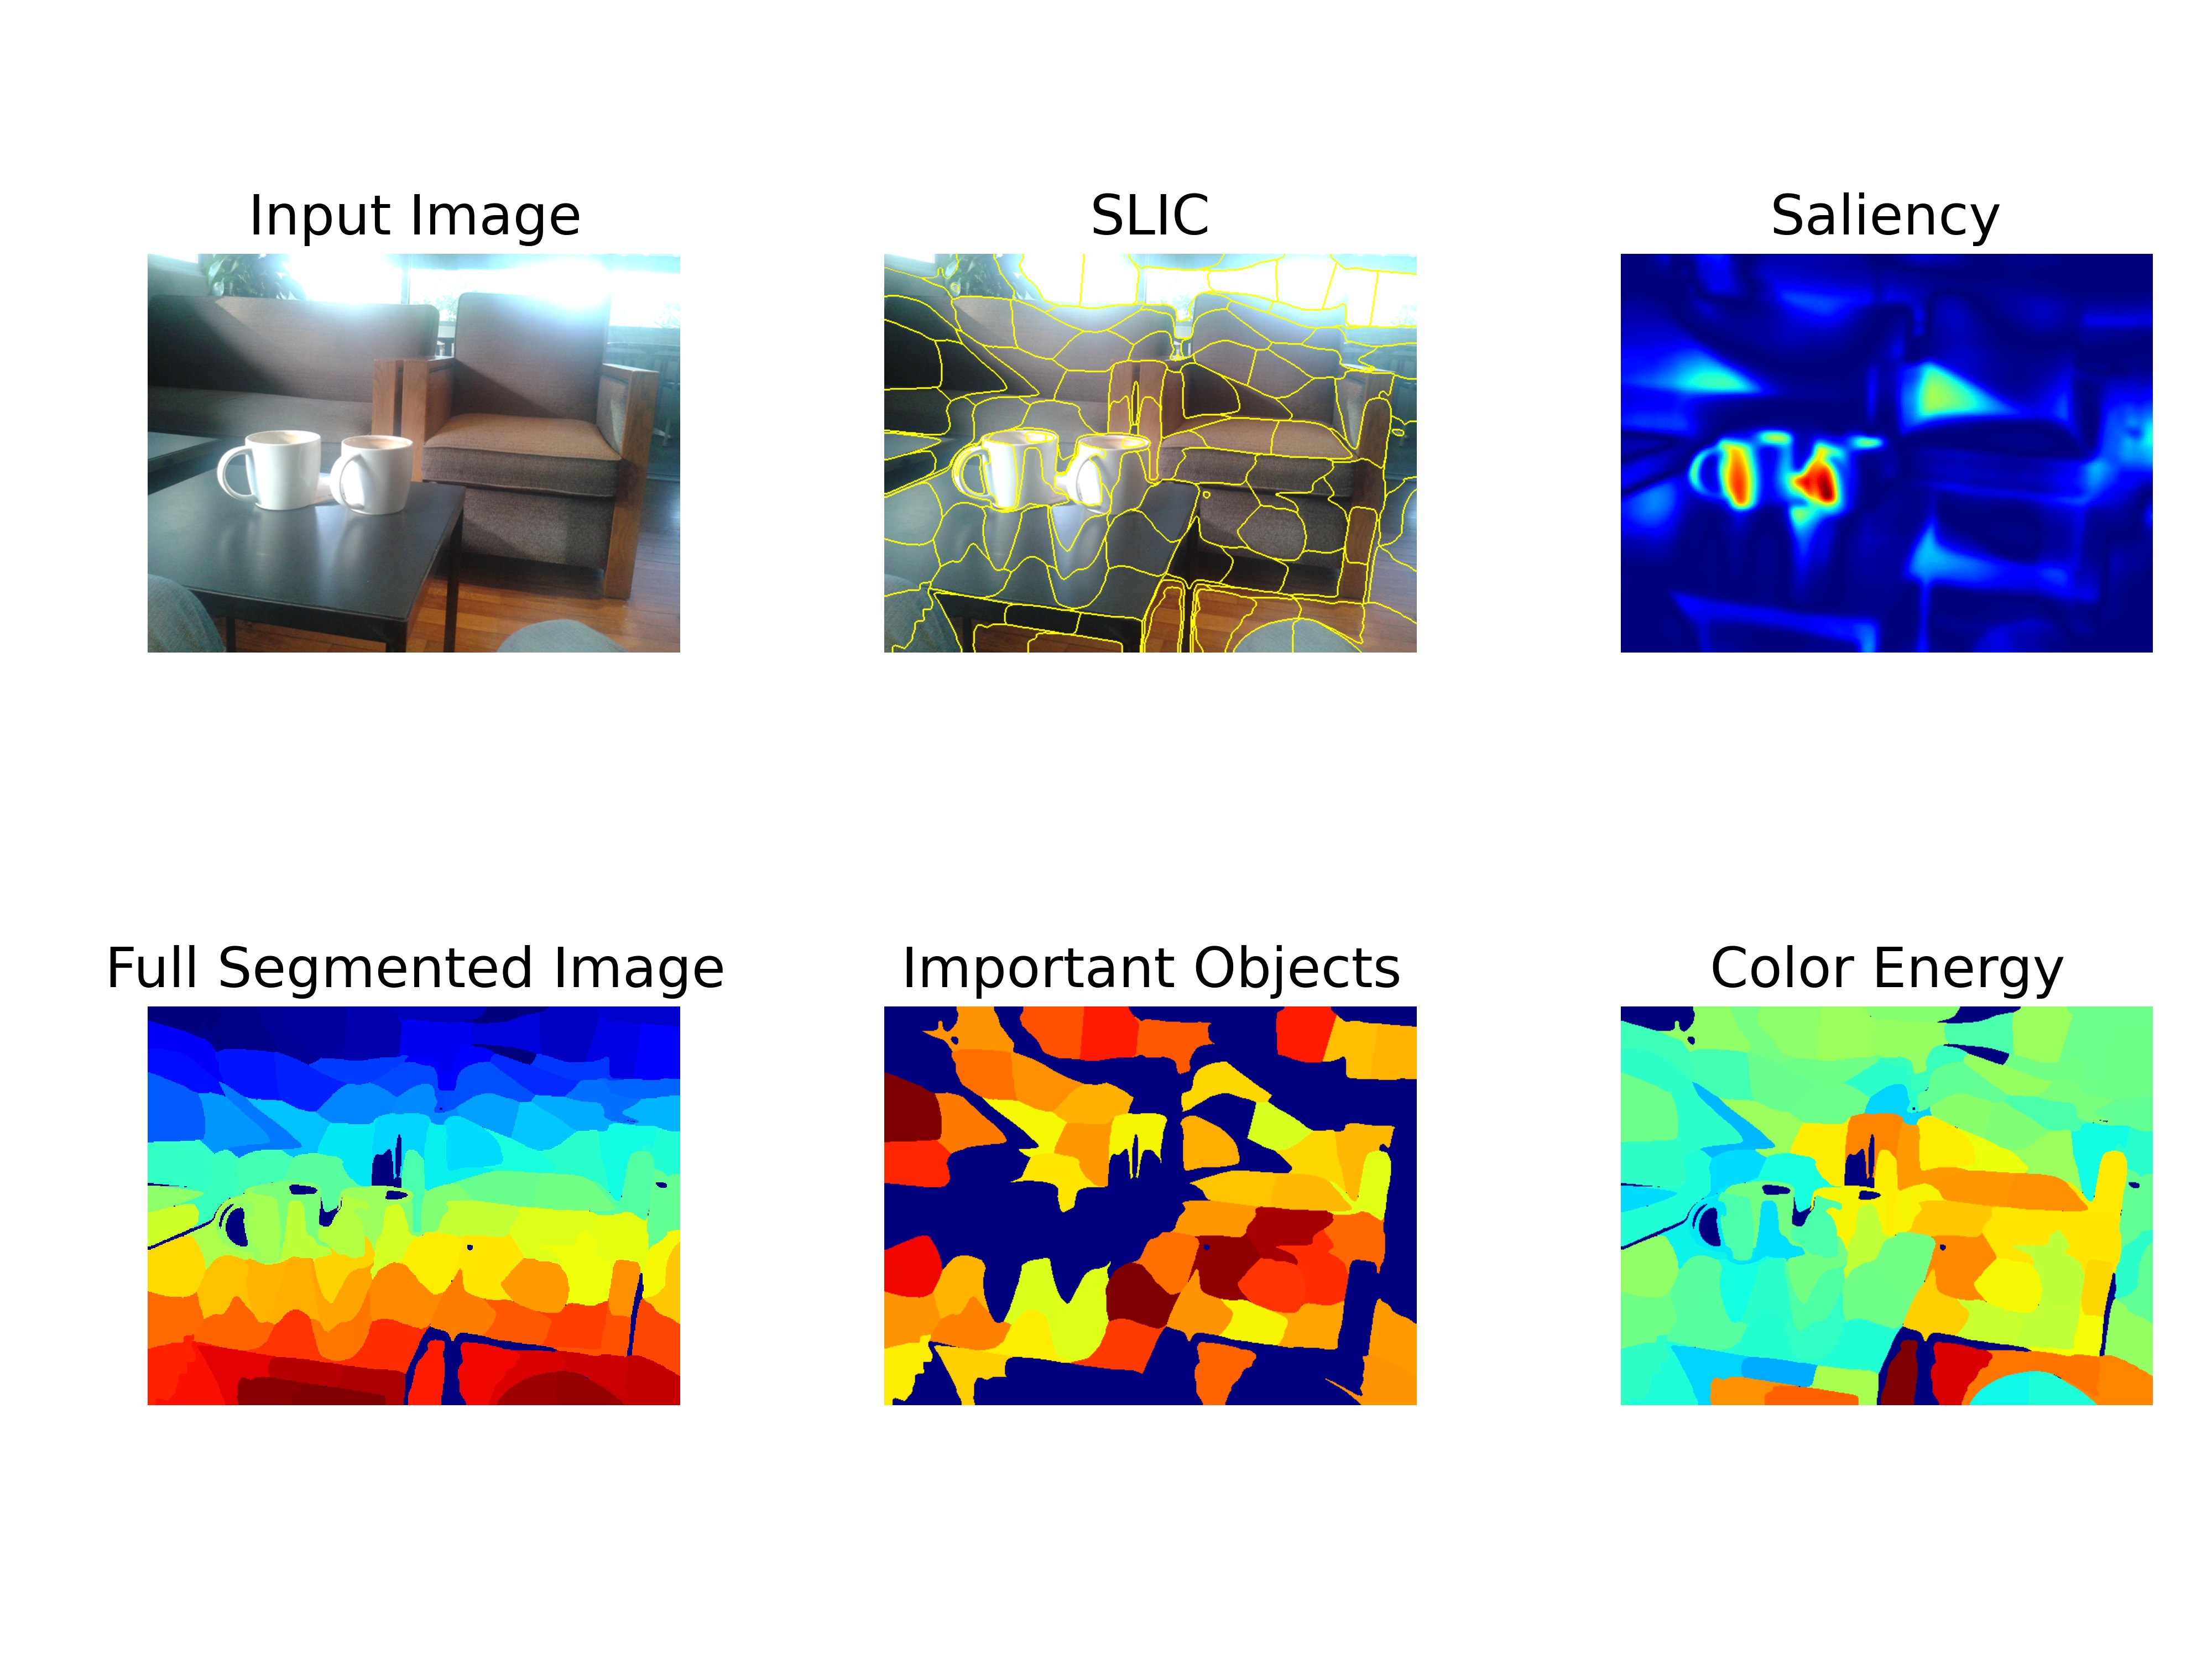 Input Image
SLIC
Saliency
Full Segmented Image
Important Objects
Color Energy